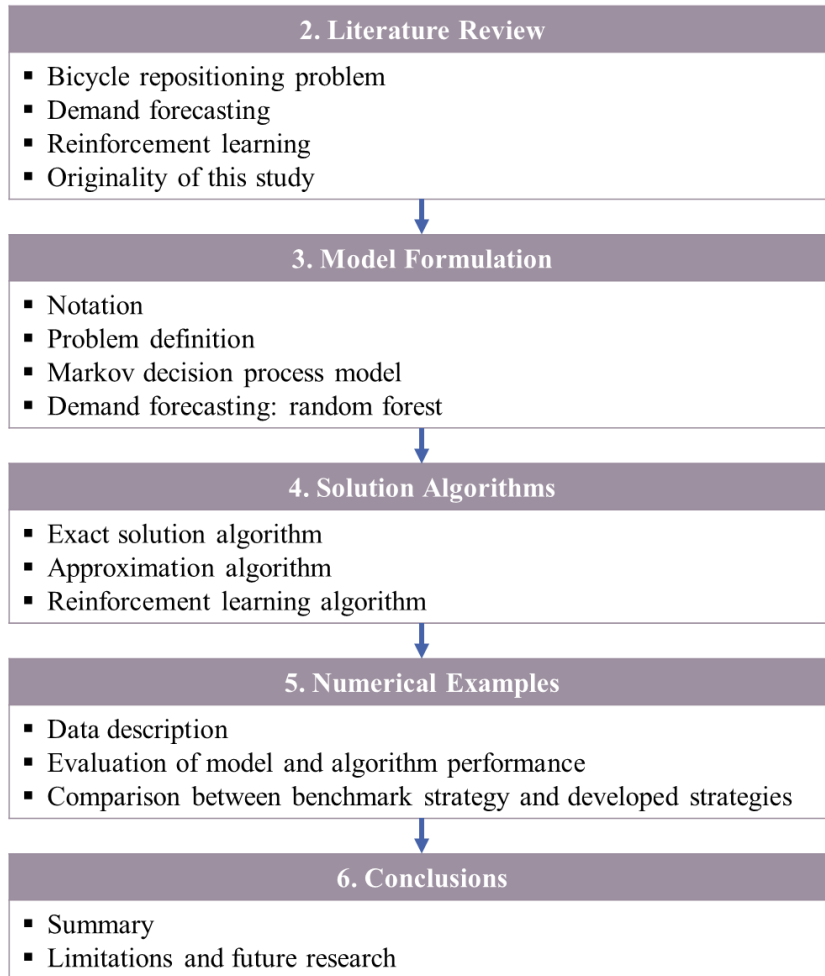 2. Literature Review
▪ Bicycle repositioning problem
▪ Demand forecasting
▪ Reinforcement learning
▪ Originality of this study
3. Model Formulation
▪ Notation
▪ Problem definition
▪ Markov decision process model
▪ Demand forecasting: random forest
4. Solution Algorithms
▪ Exact solution algorithm
▪ Approximation algorithm
▪ Reinforcement learning algorithm
5. Numerical Examples
▪ Data description
▪ Evaluation of model and algorithm performance
▪ Comparison between benchmark strategy and developed strategies
6. Conclusions
▪ Summary
▪ Limitations and future research